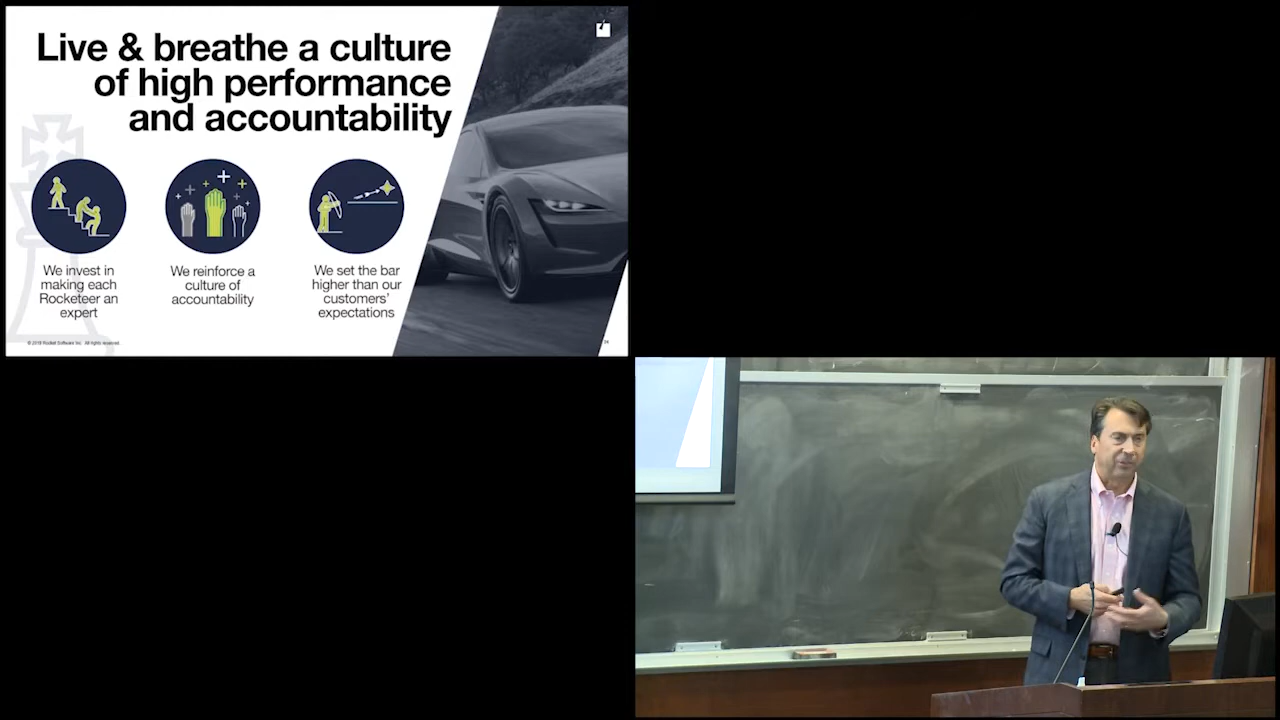 Live & breathe a culture
of high performance
and accountability
We invest in
making each
Rocketeer an
expert
We reinforce a
culture of
accountability
We set the bar
higher than our
customers’
expectations
© 2019 Rocket Software Inc. All rights reserved.